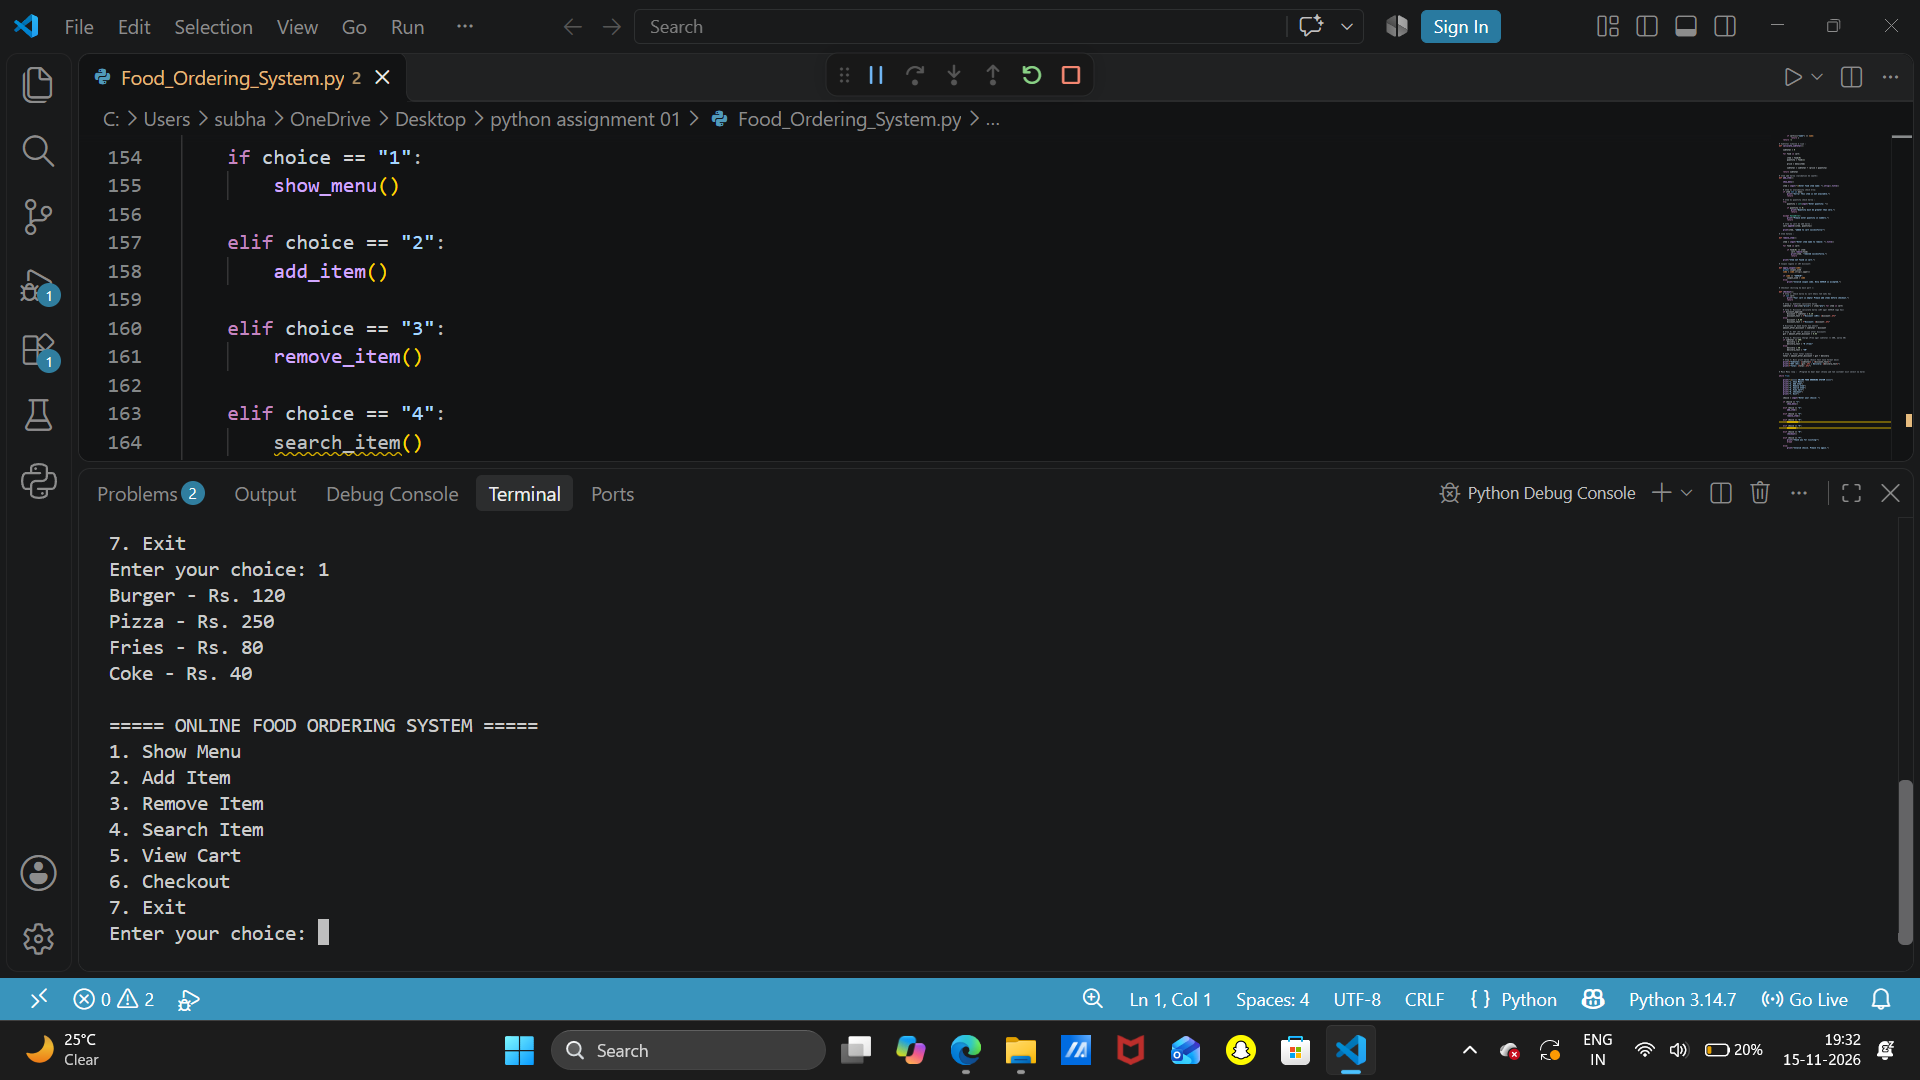 File Edit Selection View Go Run ··· Search Sign In
Food_Ordering_System.py 2
C: > Users > subha > OneDrive > Desktop > python assignment 01 > Food_Ordering_System.py > ...
154 if choice == "1":
155 show_menu()
156
157 elif choice == "2":
158 add_item()
159
160 elif choice == "3":
161 remove_item()
162
163 elif choice == "4":
164 search_item()
Problems 2 Output Debug Console Terminal Ports Python Debug Console
7. Exit
Enter your choice: 1
Burger - Rs. 120
Pizza - Rs. 250
Fries - Rs. 80
Coke - Rs. 40
===== ONLINE FOOD ORDERING SYSTEM =====
1. Show Menu
2. Add Item
3. Remove Item
4. Search Item
5. View Cart
6. Checkout
7. Exit
Enter your choice:
1
1
0 2 Ln 1, Col 1 Spaces: 4 UTF-8 CRLF {} Python Python 3.14.7 Go Live
25°C
Clear
Search
ENG
IN
20%
19:32
15-11-2026